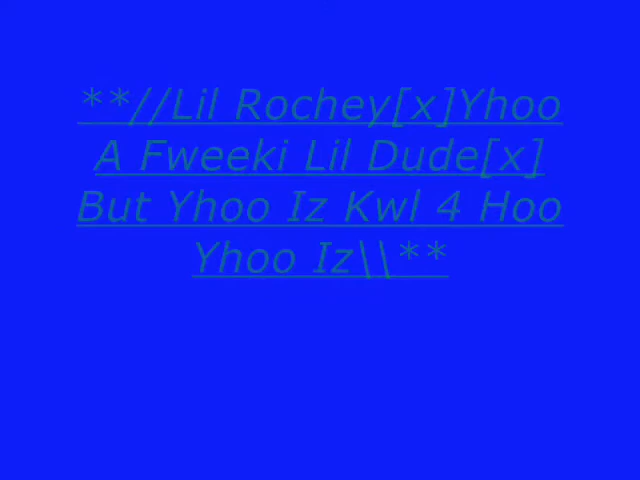 **//Lil Rochey[x]Yhoo
A Fweeki Lil Dude[x]
But Yhoo Iz Kwl 4 Hoo
Yhoo Iz\\**